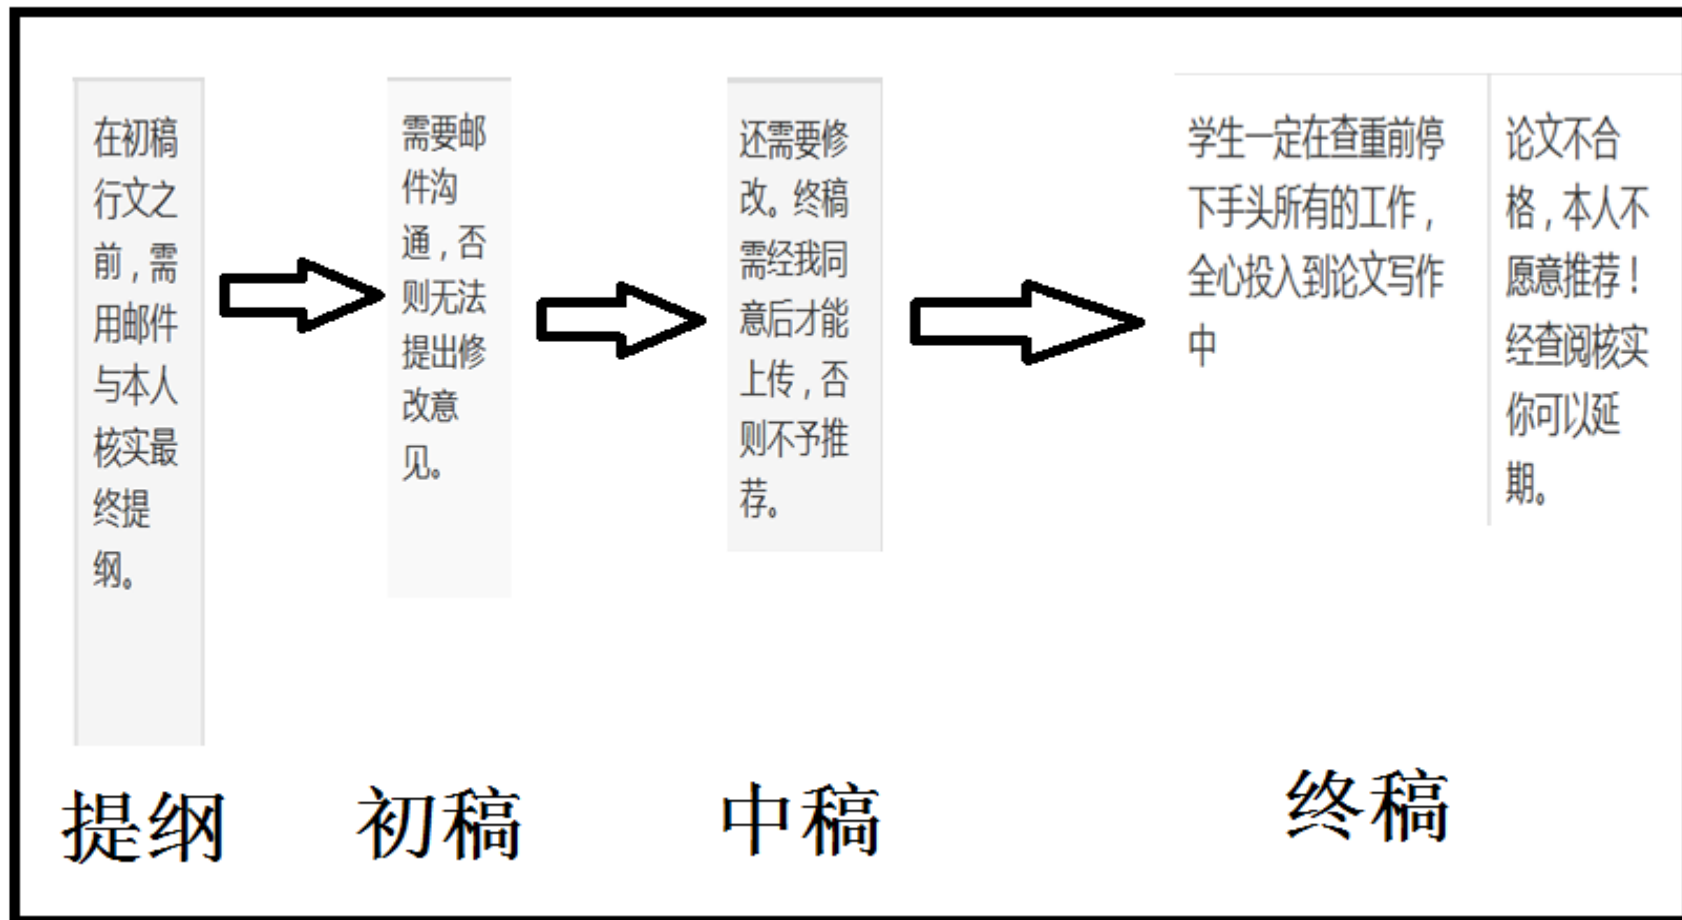 在初稿
行文之
前，需
用邮件
与本人
核实最
终提
纲。
需要邮
件沟
通，否
则无法
提出修
改意
见。
还需要修
改。终稿
需经我同
意后才能
上传，否
则不予推
荐。
学生一定在查重前停
下手头所有的工作，
全心投入到论文写作
中
论文不合
格，本人不
愿意推荐！
经查阅核实
你可以延
期。
提纲
初稿
中稿
终稿